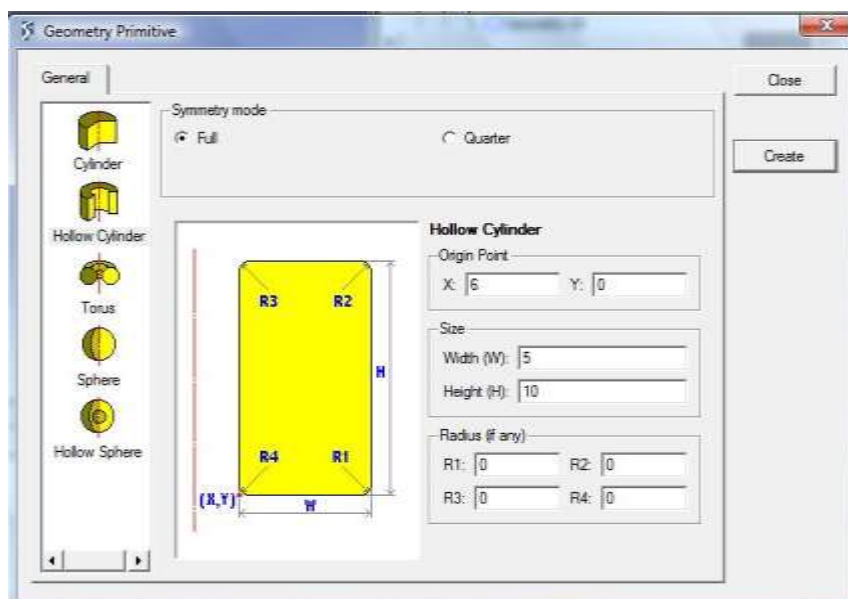 Geometry Primitive
General
Close
Create
Symmetry mode
Full Quarter
Cylinder
Hollow Cylinder
Torus
Sphere
Hollow Sphere
R3 R2
H
R4 R1
(X,Y)
W
Hollow Cylinder
Origin Point
X: 6 Y: 0
Size
Width (W): 5
Height (H): 10
Radius (if any)
R1: 0 R2: 0
R3: 0 R4: 0